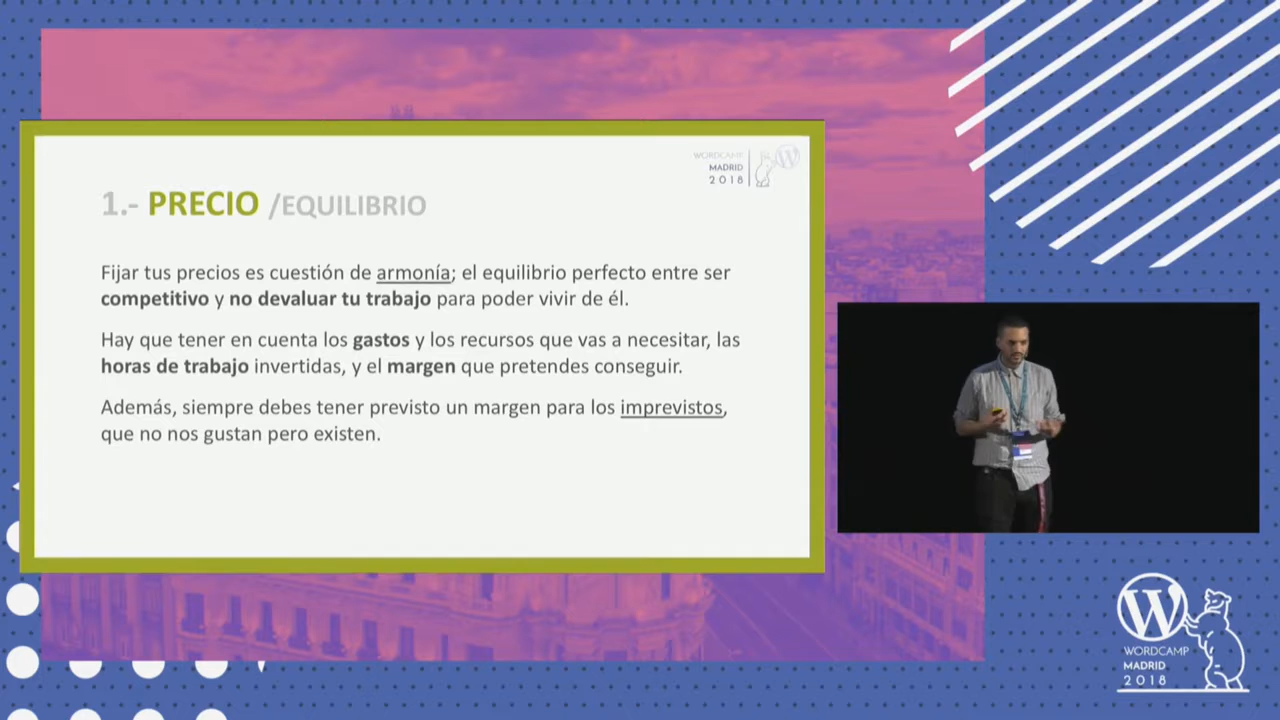 WORDCAMP
MADRID
2018
1.- PRECIO /EQUILIBRIO
Fijar tus precios es cuestión de armonía; el equilibrio perfecto entre ser
competitivo y no devaluar tu trabajo para poder vivir de él.
Hay que tener en cuenta los gastos y los recursos que vas a necesitar, las
horas de trabajo invertidas, y el margen que pretendes conseguir.
Además, siempre debes tener previsto un margen para los imprevistos,
que no nos gustan pero existen.
WORDCAMP
MADRID
2018